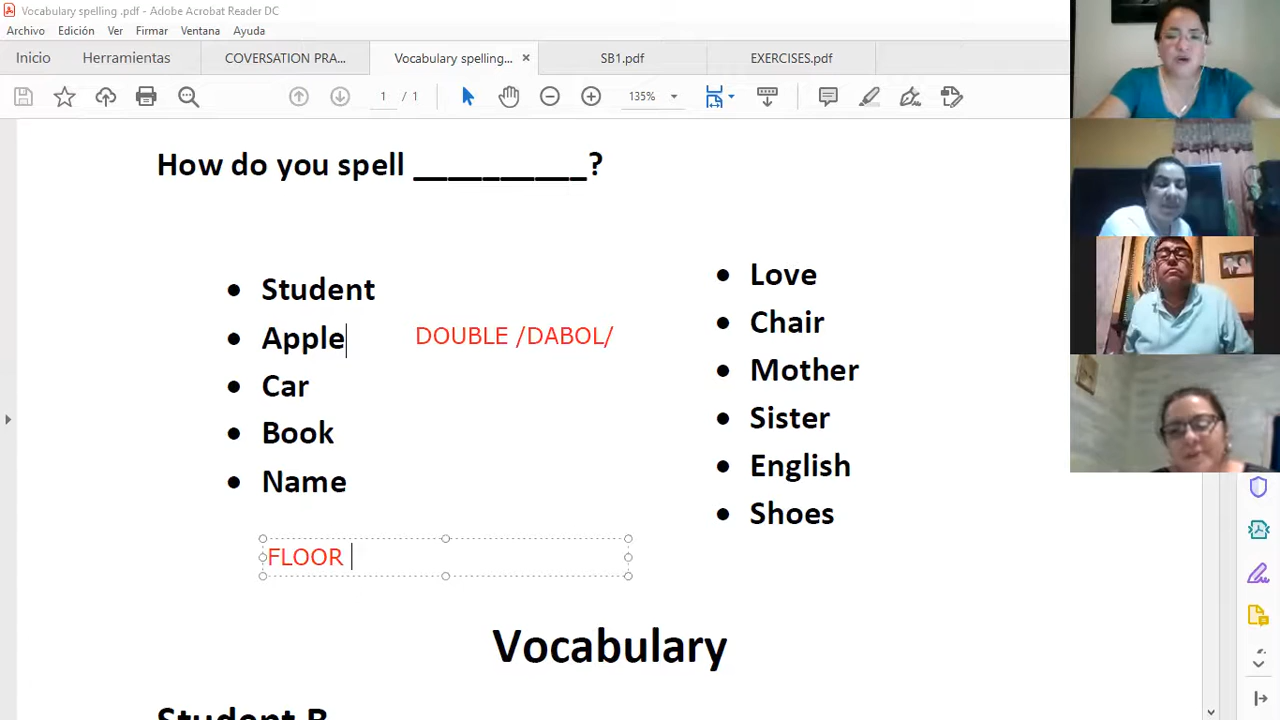 Vocabulary spelling .pdf - Adobe Acrobat Reader DC
Archivo Edición Ver Firmar Ventana Ayuda
Inicio Herramientas COVERSATION PRA... Vocabulary spelling... × SB1.pdf EXERCISES.pdf
1 / 1 135%
How do you spell __________?
• Student
• Apple
DOUBLE /DABOL/
• Car
• Book
• Name
FLOOR
• Love
• Chair
• Mother
• Sister
• English
• Shoes
Vocabulary
Student B